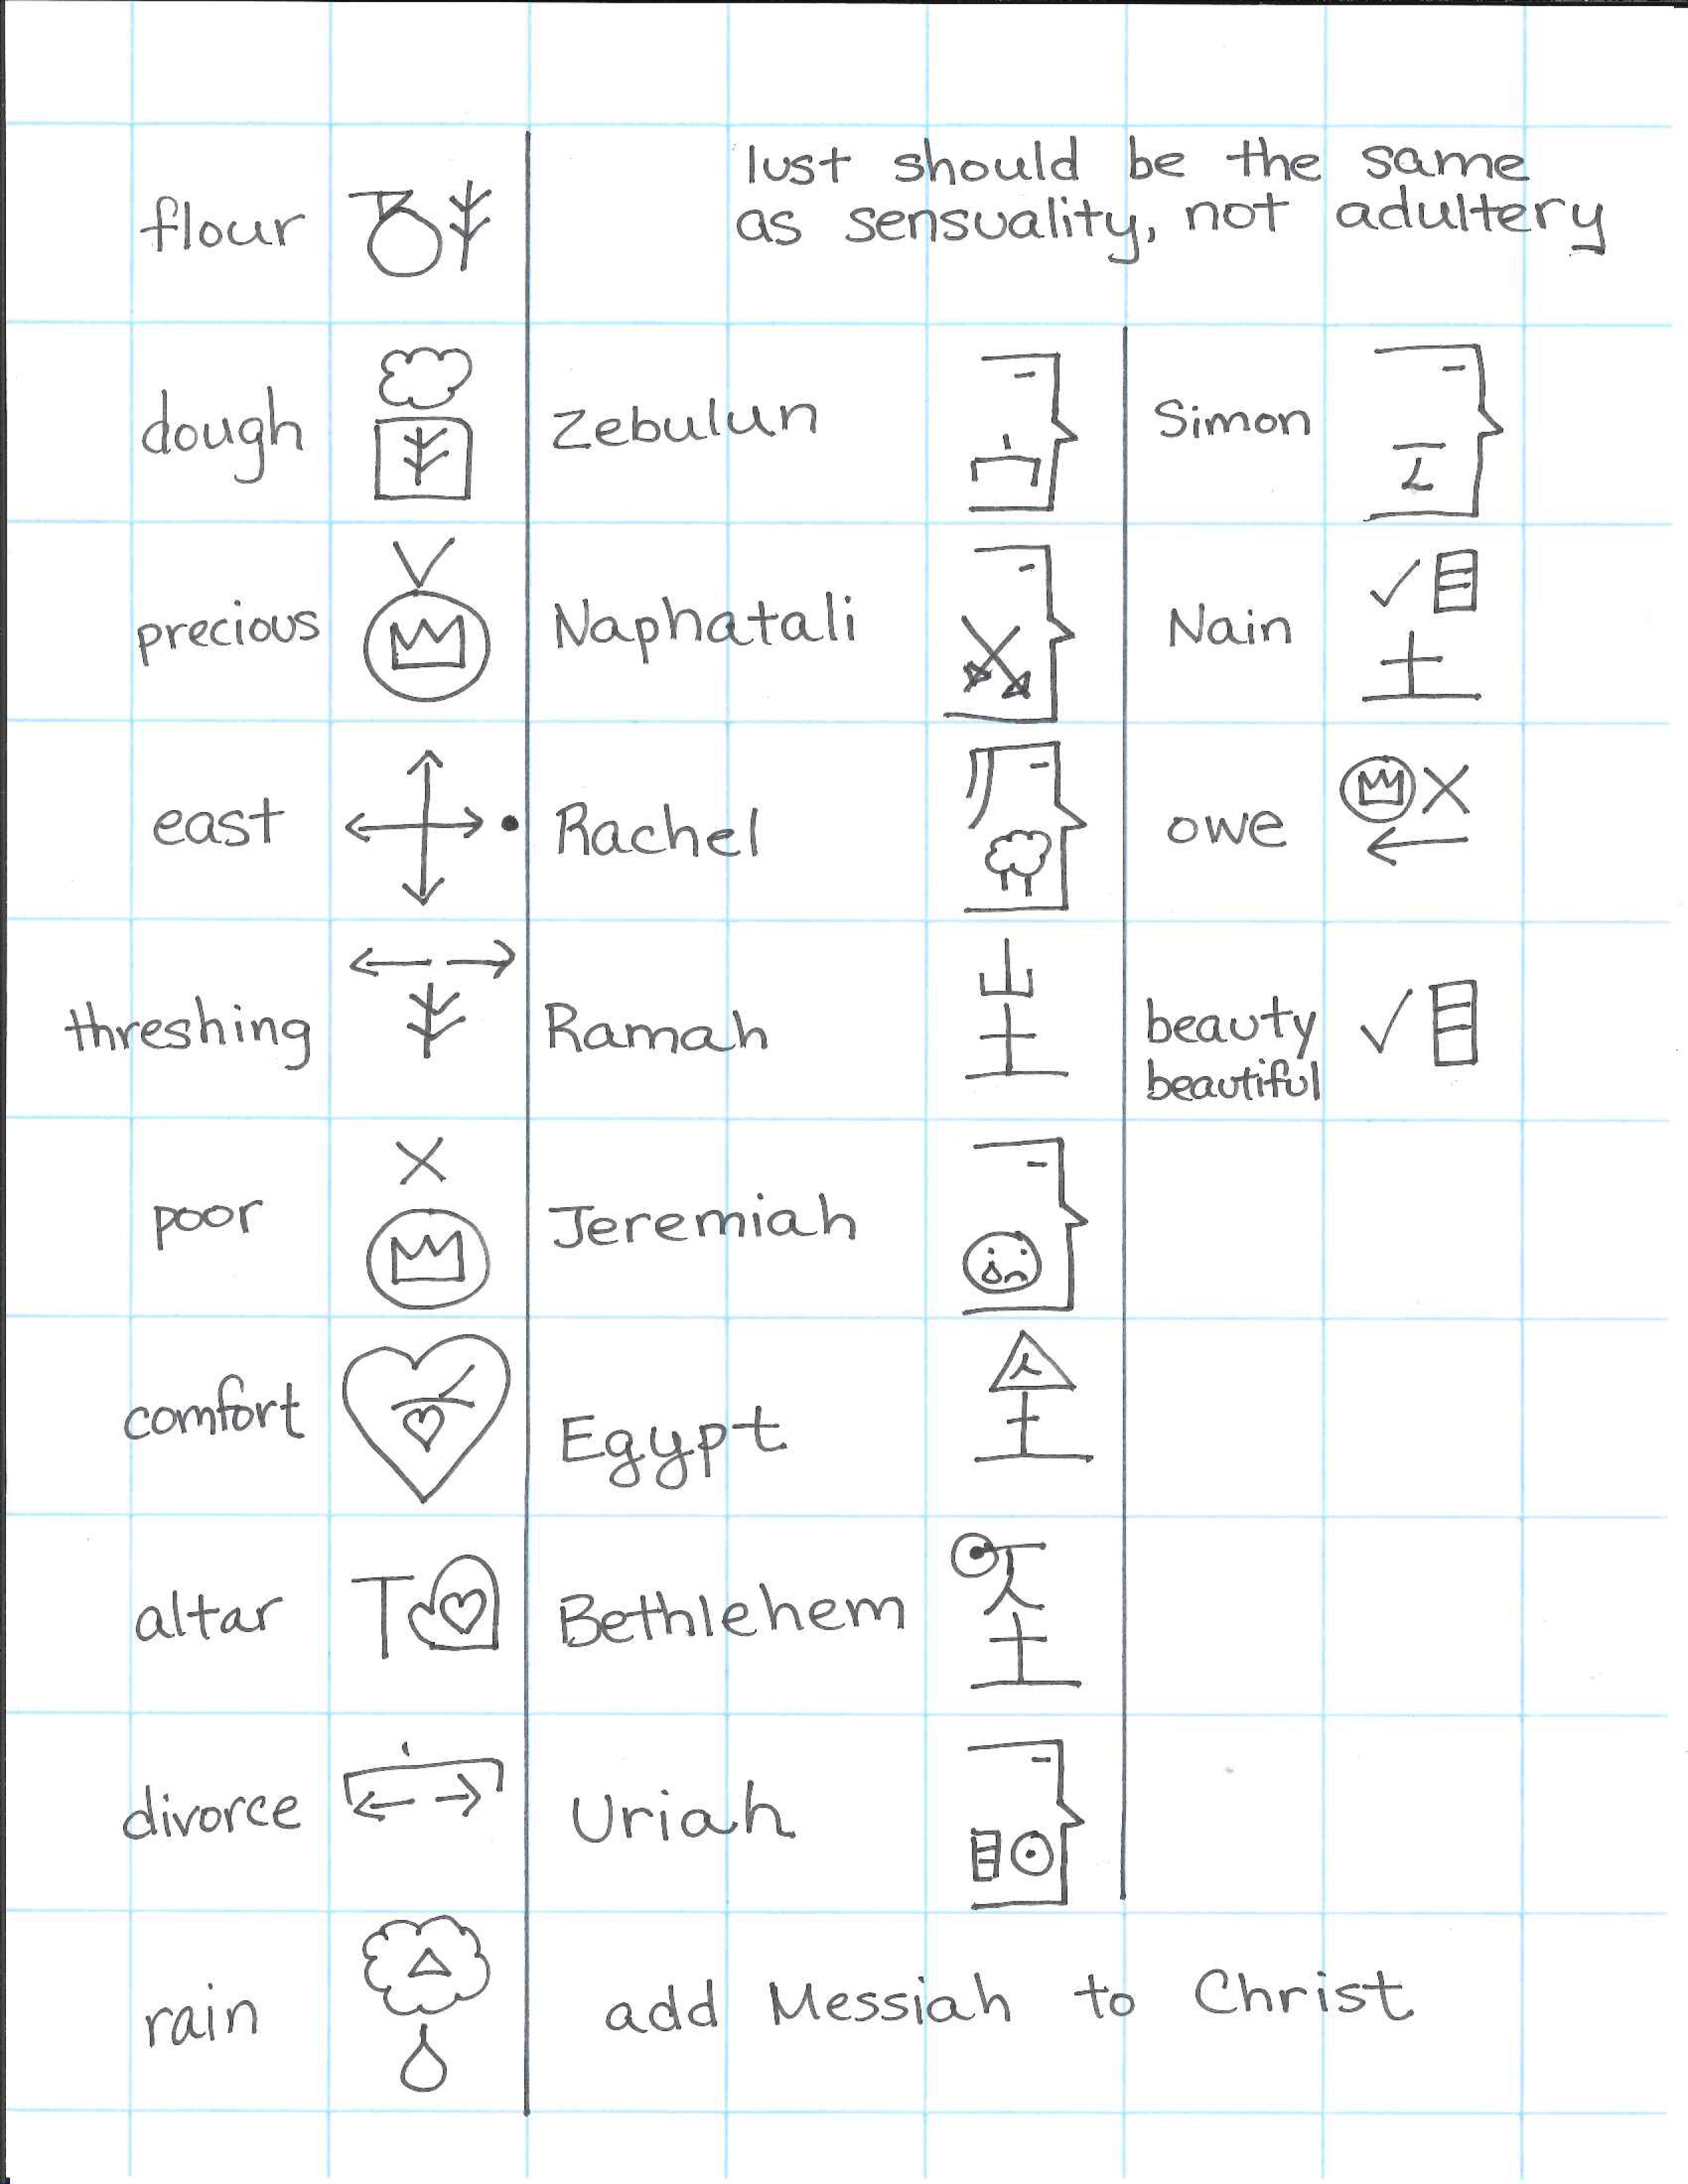 flour
dough
precious
east
threshing
poor
comfort
altar
divorce
rain
lust should be the same
as sensuality, not adultery
Zebulun
Naphatali
Rachel
Ramah
Jeremiah
Egypt
Bethlehem
Uriah
Simon
Nain
owe
beauty
beautiful
add Messiah to Christ